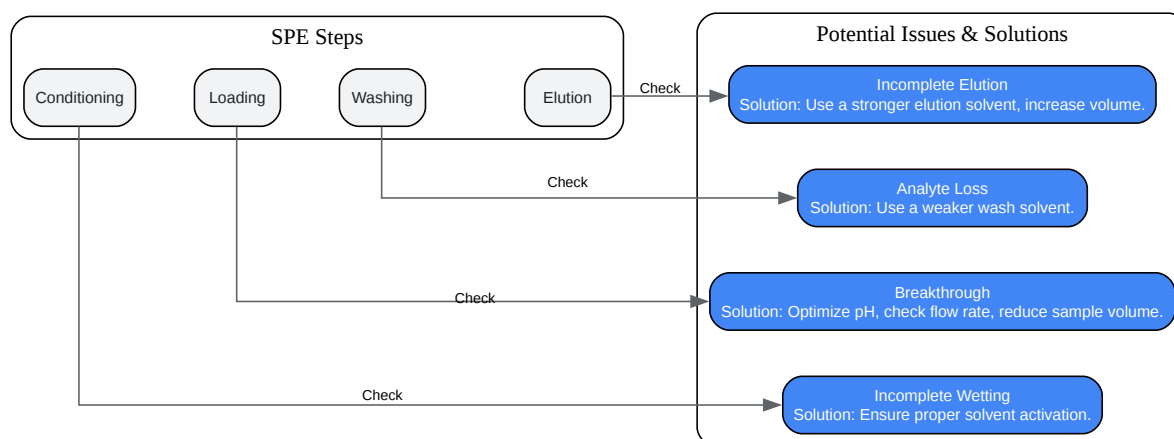 SPE Steps
Conditioning
Loading
Washing
Elution
Check
Check
Check
Check
Potential Issues & Solutions
Incomplete Elution
Solution: Use a stronger elution solvent, increase volume.
Analyte Loss
Solution: Use a weaker wash solvent.
Breakthrough
Solution: Optimize pH, check flow rate, reduce sample volume.
Incomplete Wetting
Solution: Ensure proper solvent activation.